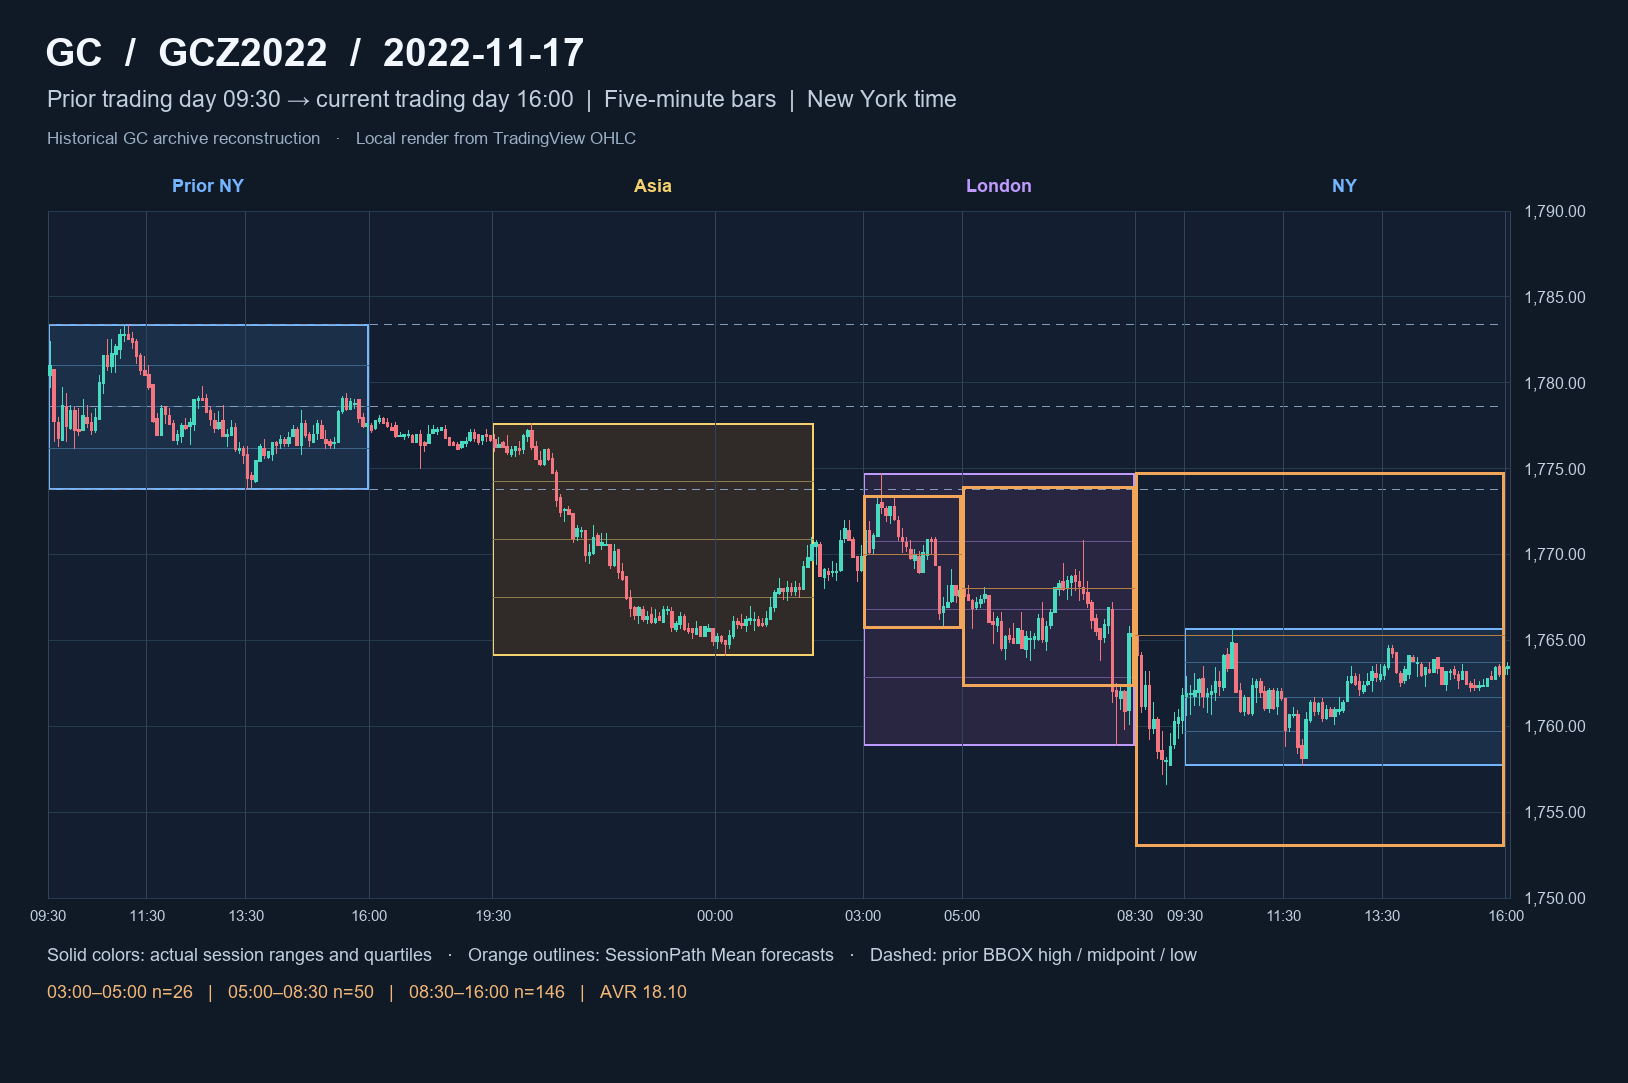 GC / GCZ2022 / 2022-11-17
Prior trading day 09:30 → current trading day 16:00 | Five-minute bars | New York time
Historical GC archive reconstruction · Local render from TradingView OHLC
Prior NY Asia London NY
1,790.00
1,785.00
1,780.00
1,775.00
1,770.00
1,765.00
1,760.00
1,755.00
1,750.00
09:30 11:30 13:30 16:00 19:30 00:00 03:00 05:00 08:30 09:30 11:30 13:30 16:00
Solid colors: actual session ranges and quartiles · Orange outlines: SessionPath Mean forecasts · Dashed: prior BBOX high / midpoint / low
03:00–05:00 n=26 | 05:00–08:30 n=50 | 08:30–16:00 n=146 | AVR 18.10